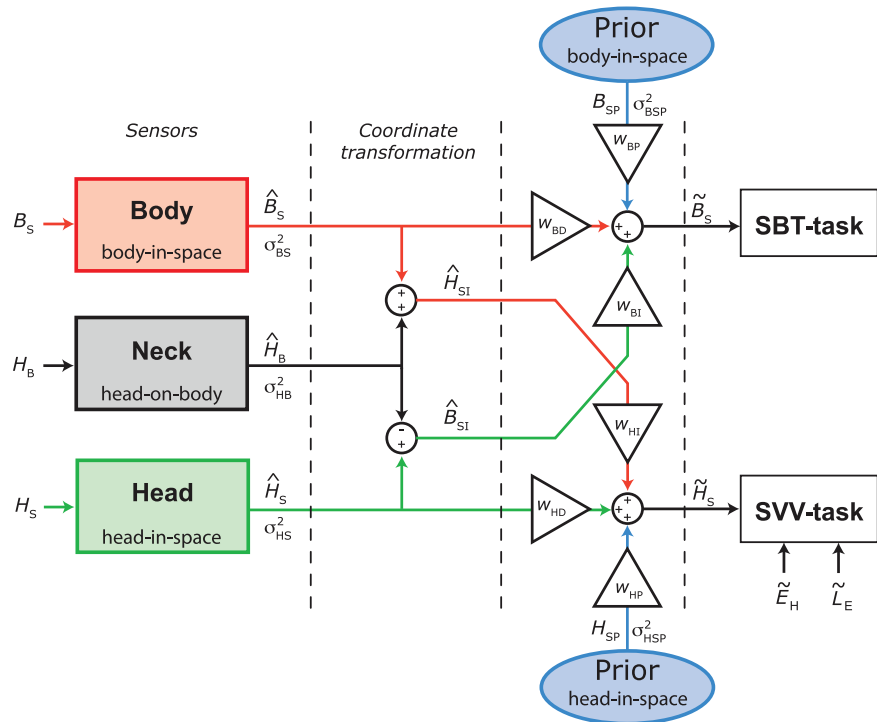 Prior
body-in-space
B_SP σ²_BSP
Sensors
Coordinate
transformation
w_BP
B_S
Body
body-in-space
B̂_S
σ²_BS
w_BD
+
+
+
B̃_S
SBT-task
+
+
Ĥ_SI
w_BI
H_B
Neck
head-on-body
Ĥ_B
σ²_HB
-
+
B̂_SI
w_HI
H_S
Head
head-in-space
Ĥ_S
σ²_HS
w_HD
+
+
+
H̃_S
SVV-task
w_HP
Ẽ_H
L̃_E
H_SP σ²_HSP
Prior
head-in-space